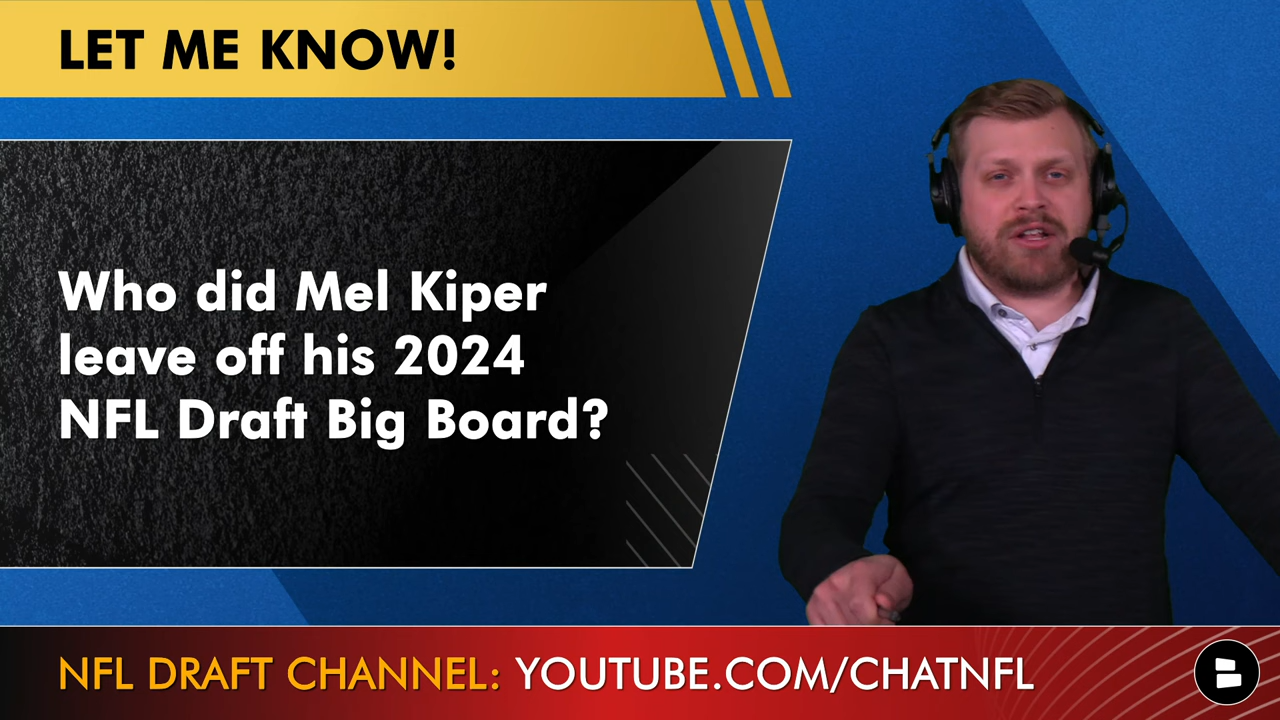 LET ME KNOW!
Who did Mel Kiper
leave off his 2024
NFL Draft Big Board?
NFL DRAFT CHANNEL: YOUTUBE.COM/CHATNFL